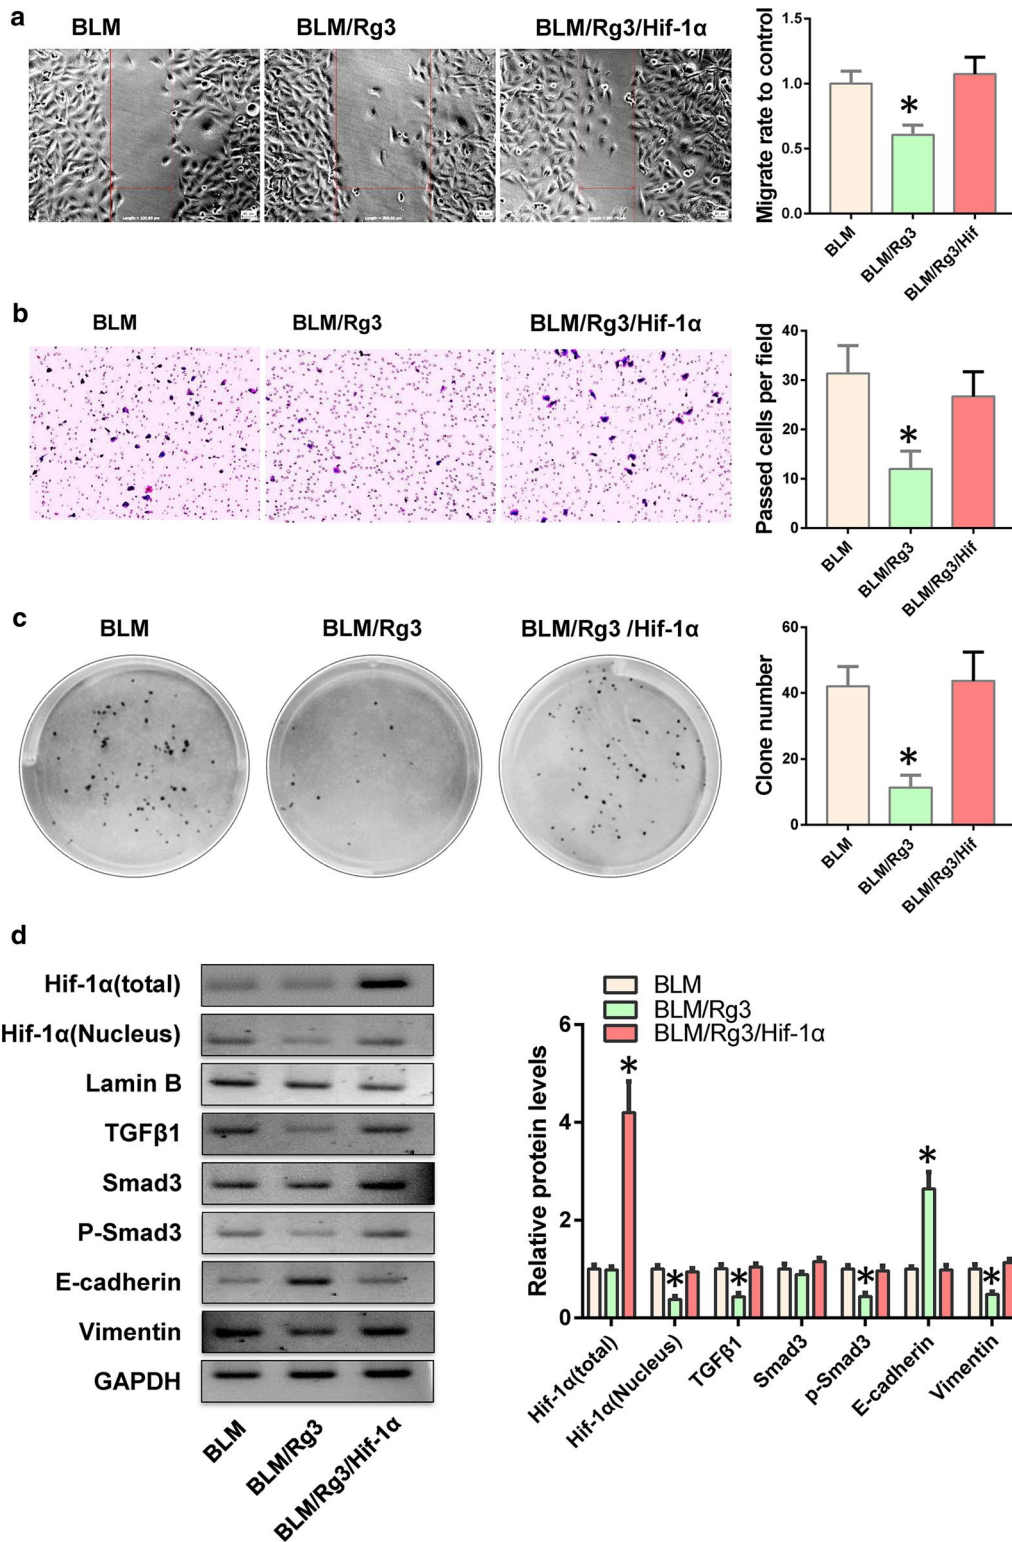 a
BLM
BLM/Rg3
BLM/Rg3/Hif-1α
Migrate rate to control
1.5
1.0
0.5
0.0
*
BLM
BLM/Rg3
BLM/Rg3/Hif
b
BLM
BLM/Rg3
BLM/Rg3/Hif-1α
Passed cells per field
40
30
20
10
0
*
BLM
BLM/Rg3
BLM/Rg3/Hif
c
BLM
BLM/Rg3
BLM/Rg3 /Hif-1α
Clone number
60
40
20
0
*
BLM
BLM/Rg3
BLM/Rg3/Hif
d
Hif-1α(total)
Hif-1α(Nucleus)
Lamin B
TGFβ1
Smad3
P-Smad3
E-cadherin
Vimentin
GAPDH
BLM
BLM/Rg3
BLM/Rg3/Hif-1α
BLM
BLM/Rg3
BLM/Rg3/Hif-1α
Relative protein levels
6
4
2
0
*
*
*
*
*
*
Hif-1α(total)
Hif-1α(Nucleus)
TGFβ1
Smad3
p-Smad3
E-cadherin
Vimentin